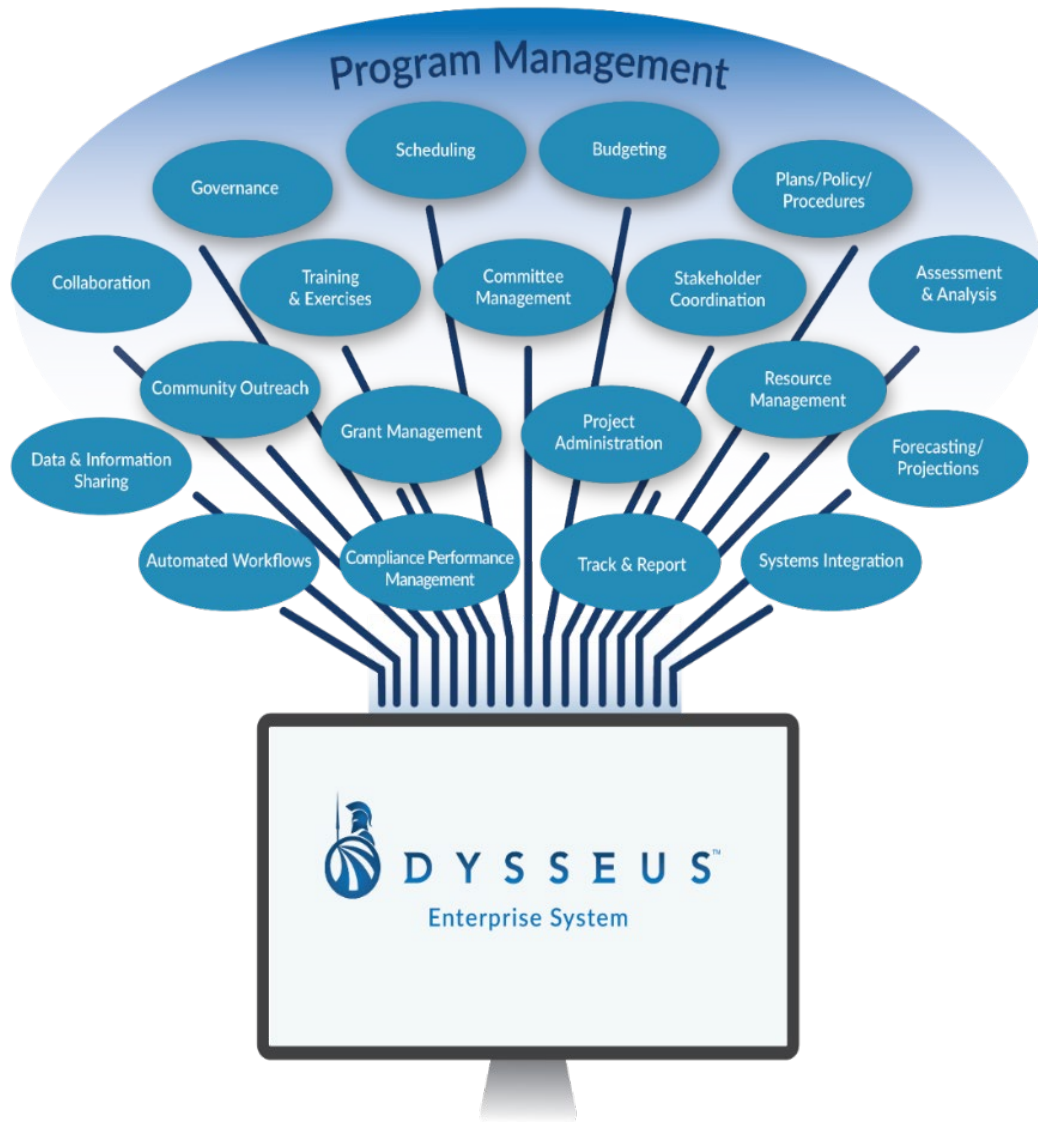 Program Management
Scheduling
Budgeting
Governance
Plans/Policy/
Procedures
Collaboration
Training
& Exercises
Committee
Management
Stakeholder
Coordination
Assessment
& Analysis
Community Outreach
Grant Management
Project
Administration
Resource
Management
Data & Information
Sharing
Forecasting/
Projections
Automated Workflows
Compliance Performance
Management
Track & Report
Systems Integration
ODYSSEUS™
Enterprise System